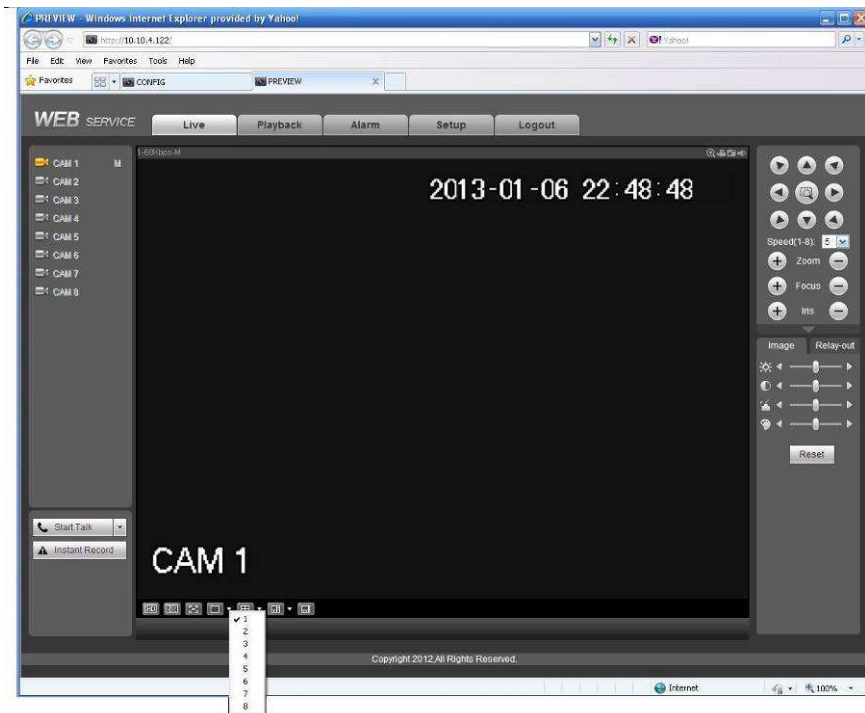 PREVIEW - Windows Internet Explorer provided by Yahoo!
http://10.10.4.122/
Yahoo!
File Edit View Favorites Tools Help
Favorites CONFIG PREVIEW
WEB SERVICE Live Playback Alarm Setup Logout
CAM 1 M
CAM 2
CAM 3
CAM 4
CAM 5
CAM 6
CAM 7
CAM 8
2013-01-06 22:48:48
Speed(1-8): 5
Zoom
Focus
Iris
Image Relay-out
Reset
Start Talk
Instant Record
CAM 1
1
2
3
4
5
6
7
8
Copyright 2012,All Rights Reserved.
Internet 100%